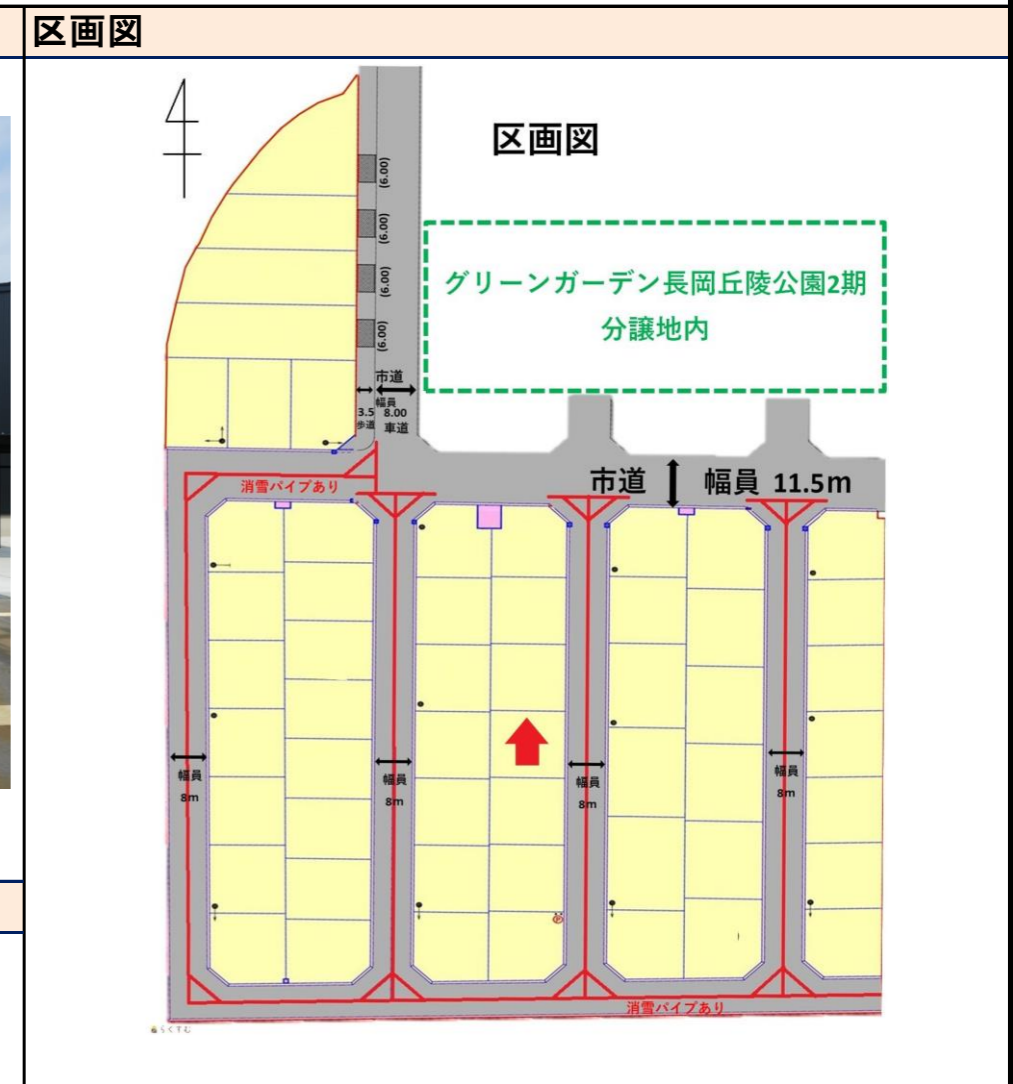 区画図
区画図
(6.00)
(6.00)
(6.00)
(6.00)
グリーンガーデン長岡丘陵公園2期
分譲地内
市道
幅員
3.5 8.00
歩道 車道
市道 幅員 11.5m
消雪パイプあり
幅員
8m
幅員
8m
幅員
8m
幅員
8m
消雪パイプあり
らくすむ